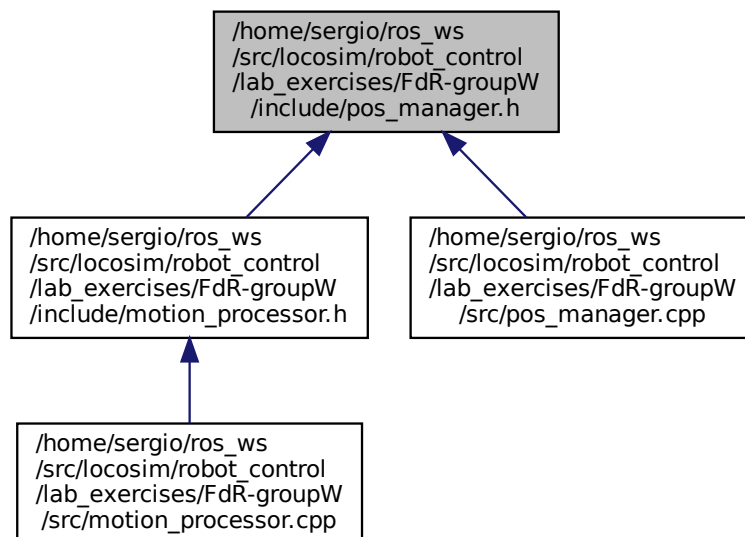 /home/sergio/ros_ws
/src/locosim/robot_control
/lab_exercises/FdR-groupW
/include/pos_manager.h
/home/sergio/ros_ws
/src/locosim/robot_control
/lab_exercises/FdR-groupW
/include/motion_processor.h
/home/sergio/ros_ws
/src/locosim/robot_control
/lab_exercises/FdR-groupW
/src/pos_manager.cpp
/home/sergio/ros_ws
/src/locosim/robot_control
/lab_exercises/FdR-groupW
/src/motion_processor.cpp